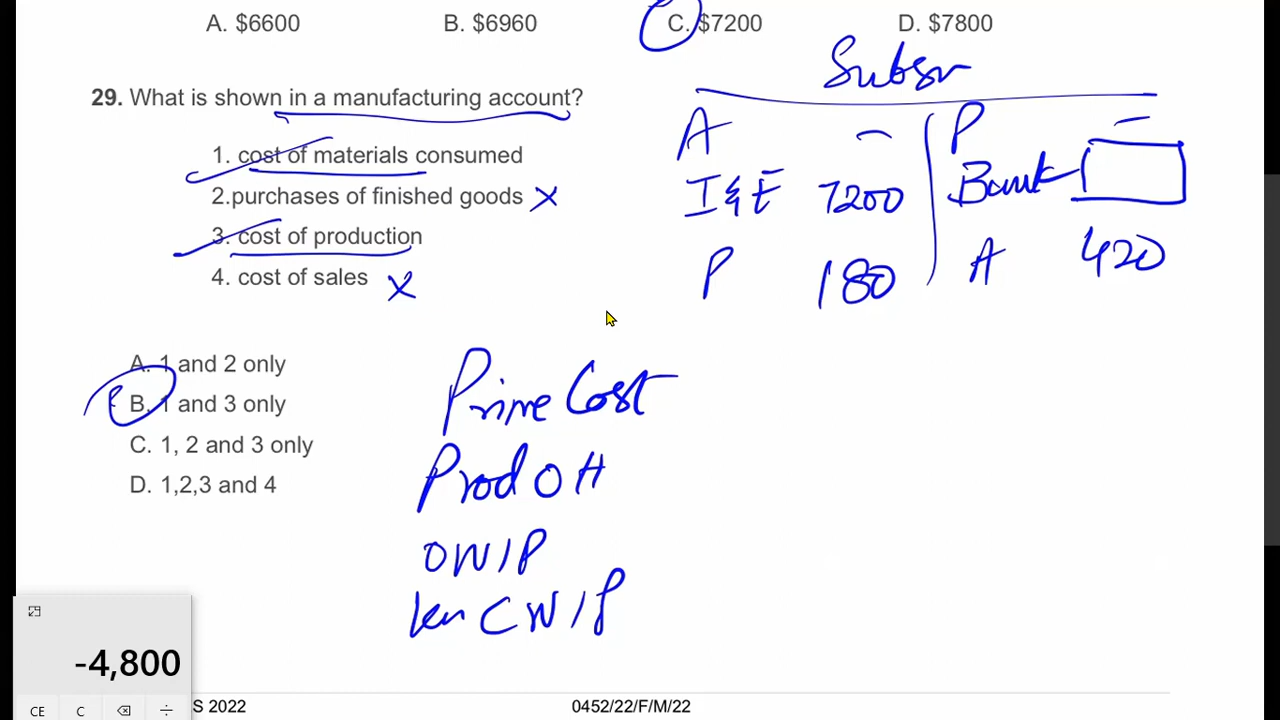 A. $6600 B. $6960 C. $7200 D. $7800
Subsn
29. What is shown in a manufacturing account?
A - P -
1. cost of materials consumed
I & E 7200 Bank
2.purchases of finished goods X
3. cost of production
P 180 A 420
4. cost of sales X
A. 1 and 2 only
B. 1 and 3 only
C. 1, 2 and 3 only
D. 1,2,3 and 4
Prime Cost
Prod OH
OWIP
CWIP
-4,800
CE C ÷
S 2022 0452/22/F/M/22